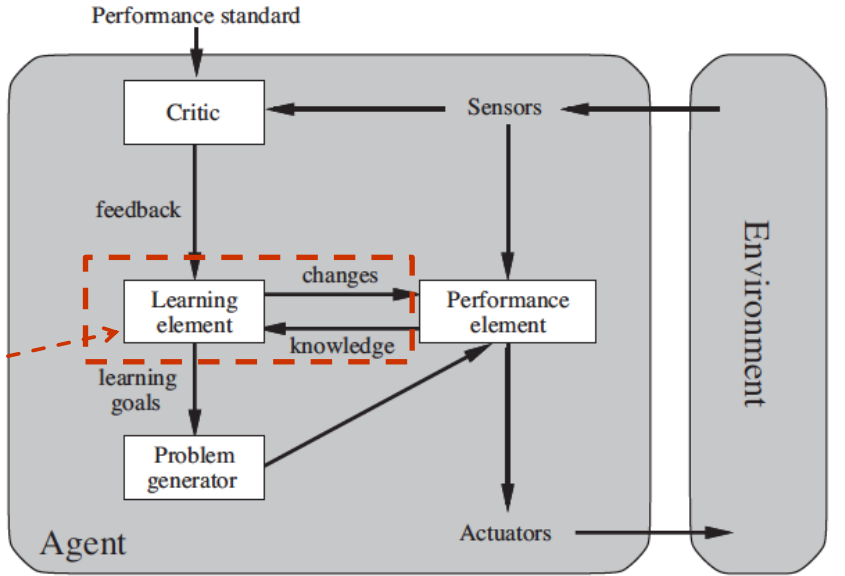 Performance standard
Critic
Sensors
feedback
changes
Learning
element
Performance
element
knowledge
learning
goals
Problem
generator
Agent
Actuators
Environment